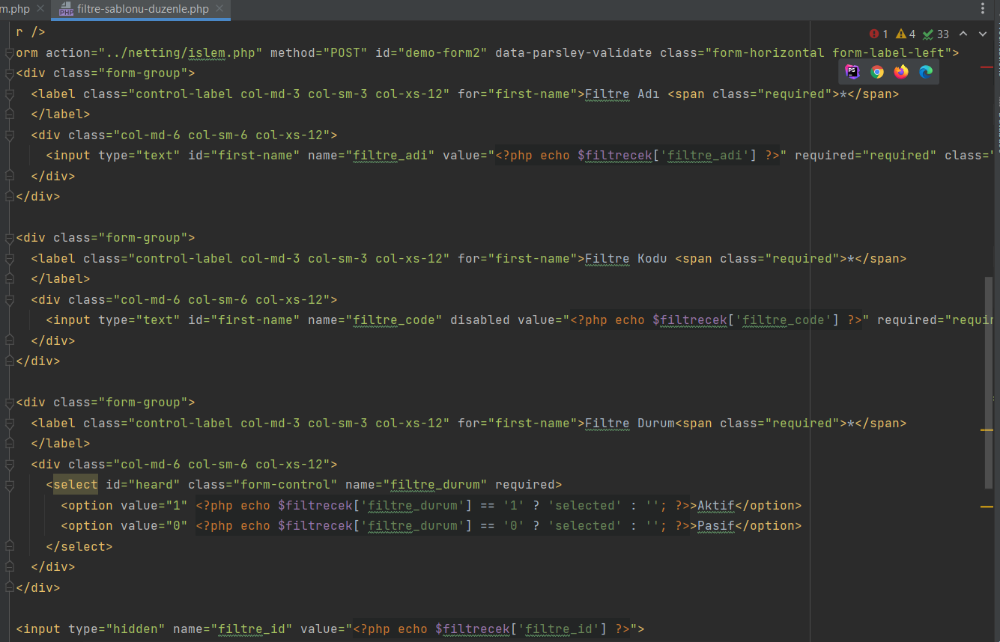 m.php filtre-sablonu-duzenle.php
r />
1 4 33
orm action="../netting/islem.php" method="POST" id="demo-form2" data-parsley-validate class="form-horizontal form-label-left">
<div class="form-group">
<label class="control-label col-md-3 col-sm-3 col-xs-12" for="first-name">Filtre Adı <span class="required">*</span>
</label>
<div class="col-md-6 col-sm-6 col-xs-12">
<input type="text" id="first-name" name="filtre_adi" value="<?php echo $filtrecek['filtre_adi'] ?>" required="required" class="
</div>
</div>
<div class="form-group">
<label class="control-label col-md-3 col-sm-3 col-xs-12" for="first-name">Filtre Kodu <span class="required">*</span>
</label>
<div class="col-md-6 col-sm-6 col-xs-12">
<input type="text" id="first-name" name="filtre_code" disabled value="<?php echo $filtrecek['filtre_code'] ?>" required="requir
</div>
</div>
<div class="form-group">
<label class="control-label col-md-3 col-sm-3 col-xs-12" for="first-name">Filtre Durum<span class="required">*</span>
</label>
<div class="col-md-6 col-sm-6 col-xs-12">
<select id="heard" class="form-control" name="filtre_durum" required>
<option value="1" <?php echo $filtrecek['filtre_durum'] == '1' ? 'selected' : ''; ?>>Aktif</option>
<option value="0" <?php echo $filtrecek['filtre_durum'] == '0' ? 'selected' : ''; ?>>Pasif</option>
</select>
</div>
</div>
<input type="hidden" name="filtre_id" value="<?php echo $filtrecek['filtre_id'] ?>">